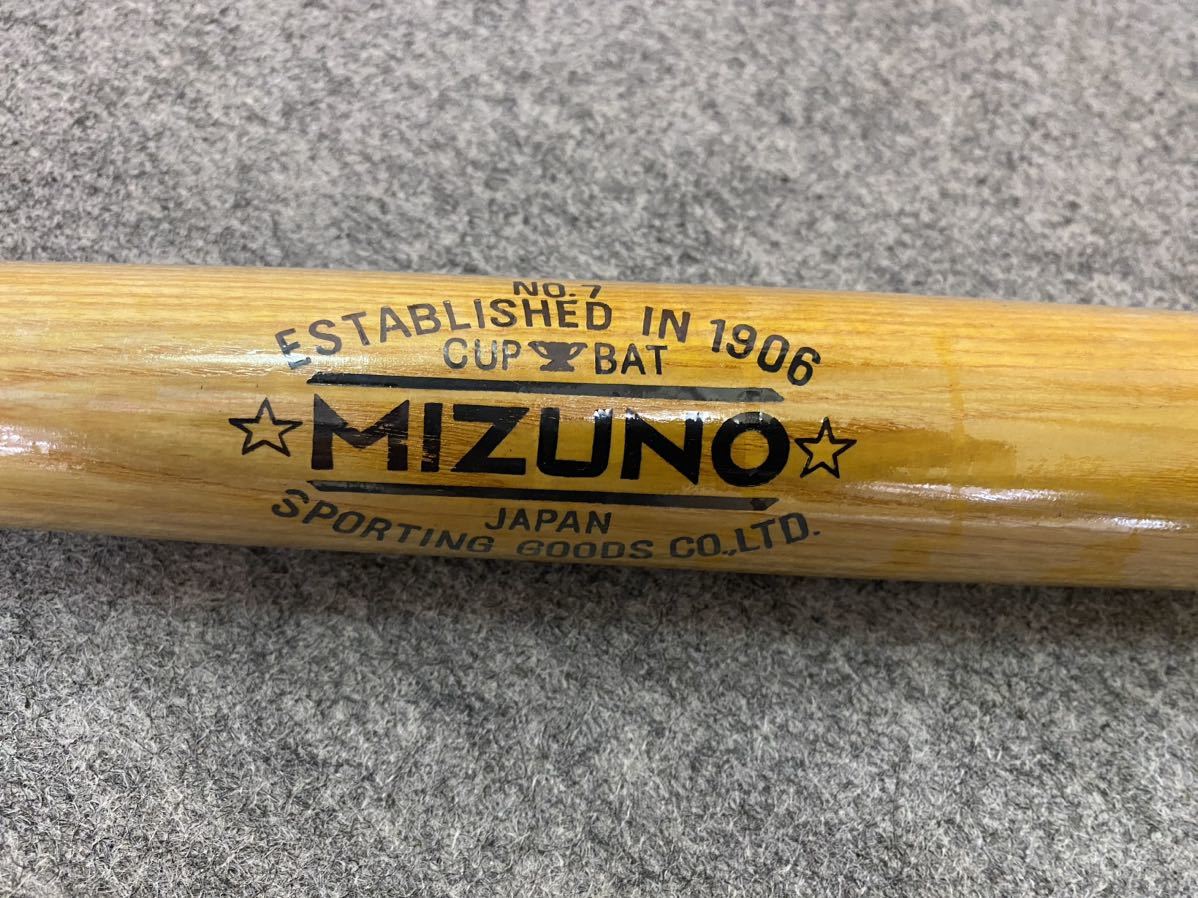 NO.7
ESTABLISHED IN 1906
CUP BAT
MIZUNO
JAPAN
SPORTING GOODS CO.,LTD.